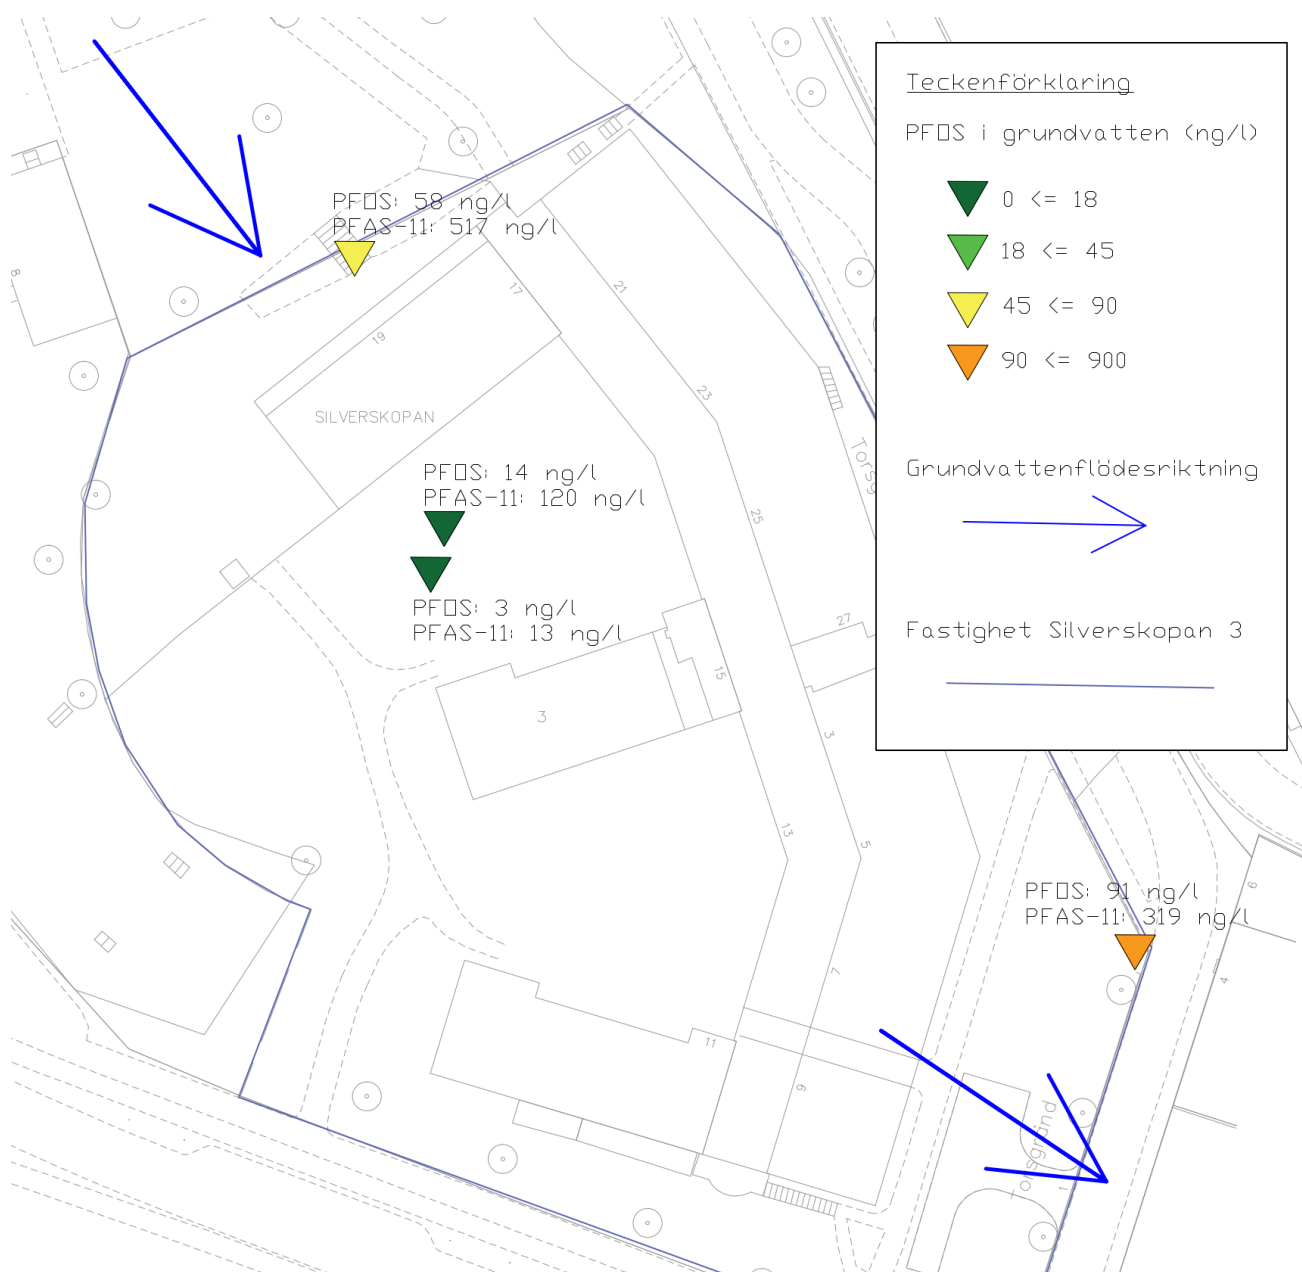 Teckenförklaring
PFOS i grundvatten (ng/l)
0 <= 18
18 <= 45
45 <= 90
90 <= 900
Grundvattenflödesriktning
Fastighet Silverskopan 3
PFOS: 58 ng/l
PFAS-11: 517 ng/l
8
17
21
19
23
SILVERSKOPAN
PFOS: 14 ng/l
PFAS-11: 120 ng/l
25
PFOS: 3 ng/l
PFAS-11: 13 ng/l
27
15
3
3
13
5
PFOS: 91 ng/l
PFAS-11: 319 ng/l
6
4
7
11
9
Torsgränd
1